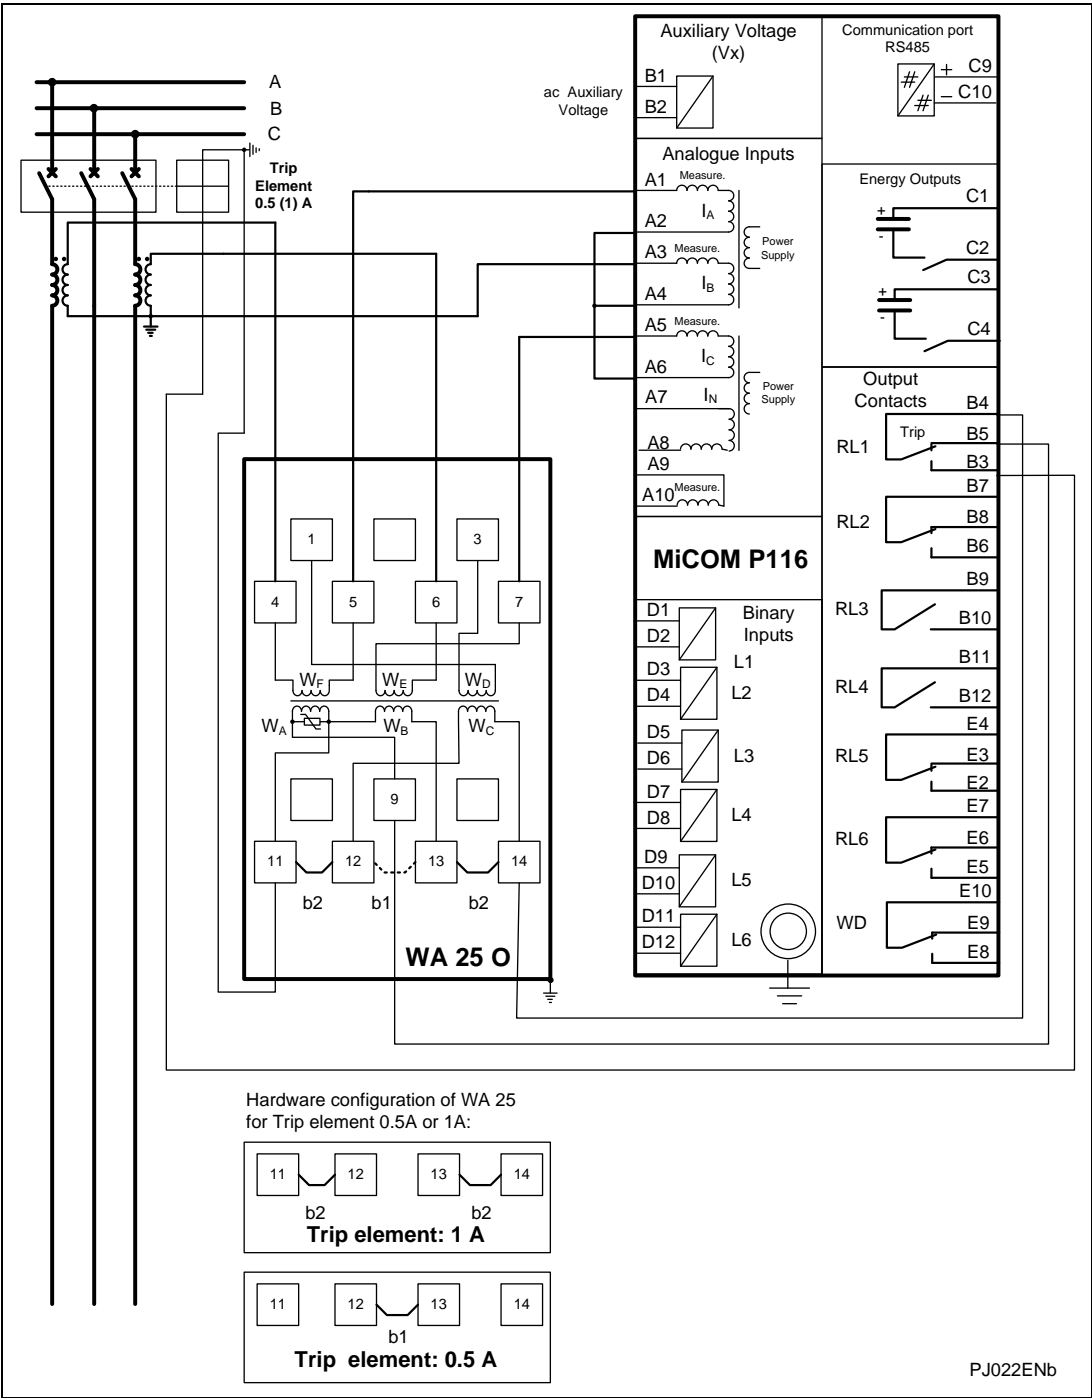 A
B
C
Trip
Element
0.5 (1) A
ac Auxiliary
Voltage
Auxiliary Voltage
(Vx)
B1
B2
Communication port
RS485
#
#
+ C9
– C10
Analogue Inputs
A1 Measure.
IA
A2
A3 Measure.
IB
A4
Power
Supply
A5 Measure.
IC
A6
A7
IN
Power
Supply
A8
A9
A10 Measure.
Energy Outputs
+
-
C1
C2
+
-
C3
C4
MiCOM P116
Output
Contacts
RL1
Trip
B4
B5
B3
RL2
B7
B8
B6
RL3
B9
B10
RL4
B11
B12
RL5
E4
E3
E2
RL6
E7
E6
E5
WD
E10
E9
E8
Binary
Inputs
D1
D2
L1
D3
D4
L2
D5
D6
L3
D7
D8
L4
D9
D10
L5
D11
D12
L6
1
3
4
5
6
7
WF
WE
WD
WA
WB
WC
9
11
12
13
14
b2
b1
b2
WA 25 O
Hardware configuration of WA 25
for Trip element 0.5A or 1A:
11
12
13
14
b2
b2
Trip element: 1 A
11
12
13
14
b1
Trip element: 0.5 A
PJ022ENb